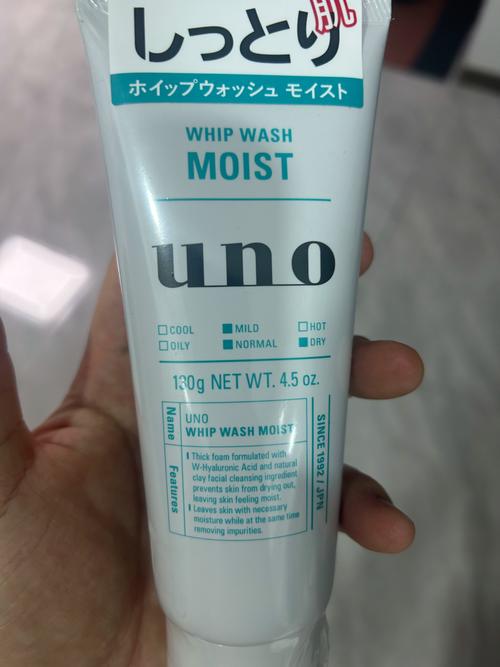 しっとり肌
ホイップウォッシュ モイスト
WHIP WASH
MOIST
uno
COOL MILD HOT
OILY NORMAL DRY
130g NET WT. 4.5 oz.
Name
UNO
WHIP WASH MOIST
Features
Thick foam formulated with
W-Hyaluronic Acid and natural
clay facial cleansing ingredient
prevents skin from drying out,
leaving skin feeling moist.
Leaves skin with necessary
moisture while at the same time
removing impurities.
SINCE 1992 / JPN